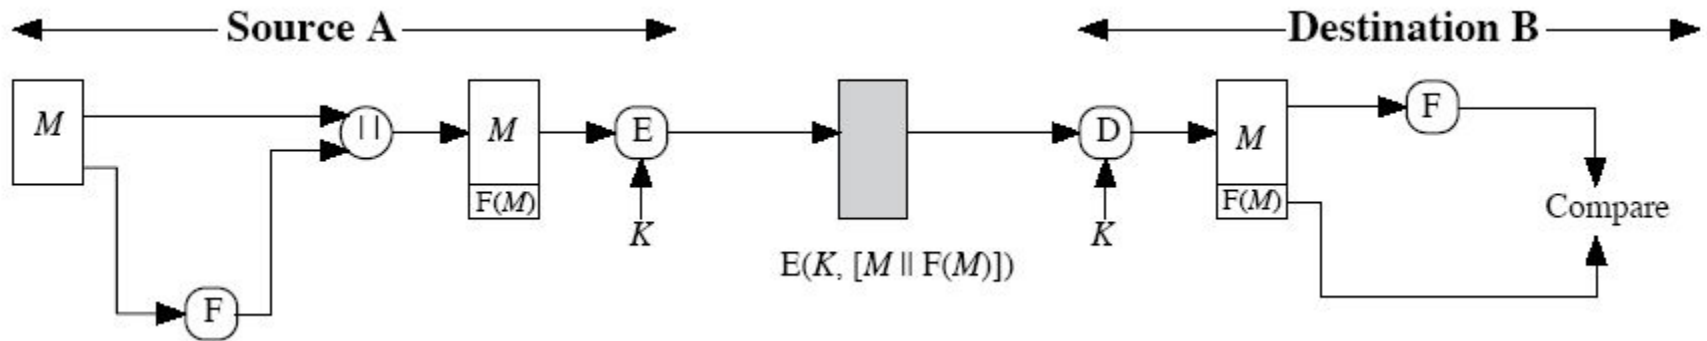 Source A
Destination B
M
||
M
F(M)
E
K
F
E(K, [M || F(M)])
D
K
M
F(M)
F
Compare